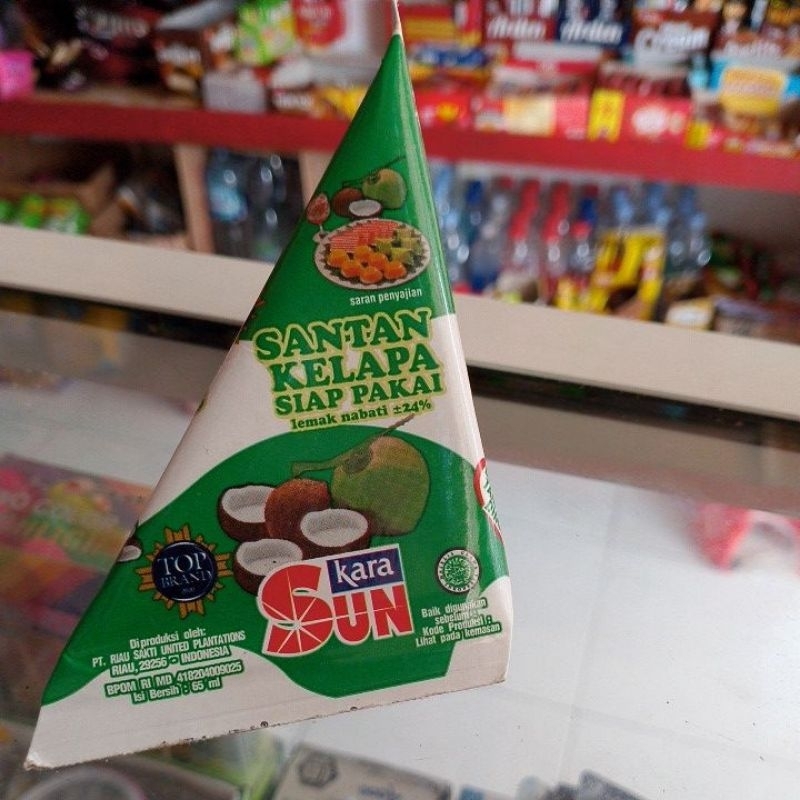 saran penyajian
SANTAN
KELAPA
SIAP PAKAI
lemak nabati ±24%
TOP
BRAND
kara
SUN
Diproduksi oleh:
PT. RIAU SAKTI UNITED PLANTATIONS
RIAU, 29256 - INDONESIA
BPOM RI MD 418204009025
Isi Bersih : 65 ml
Baik digunakan
sebelum :
Kode Produksi :
Lihat pada kemasan